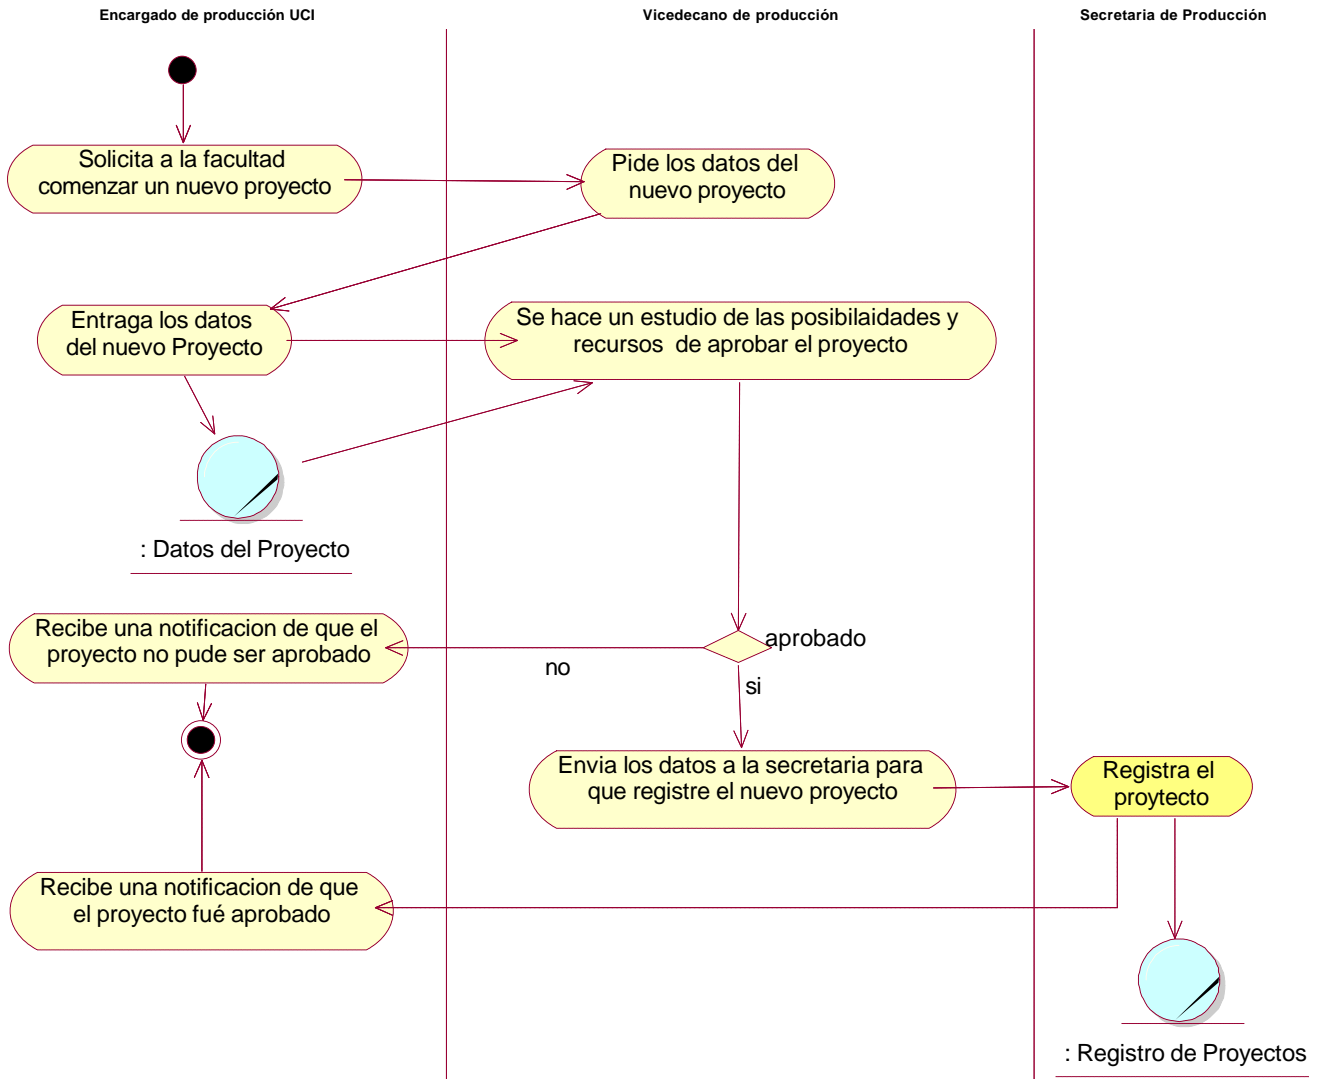 Encargado de producción UCI
Vicedecano de producción
Secretaria de Producción
Solicita a la facultad
comenzar un nuevo proyecto
Pide los datos del
nuevo proyecto
Entraga los datos
del nuevo Proyecto
Se hace un estudio de las posibilaidades y
recursos  de aprobar el proyecto
: Datos del Proyecto
Recibe una notificacion de que el
proyecto no pude ser aprobado
aprobado
no
si
Envia los datos a la secretaria para
que registre el nuevo proyecto
Registra el
proytecto
Recibe una notificacion de que
el proyecto fué aprobado
: Registro de Proyectos